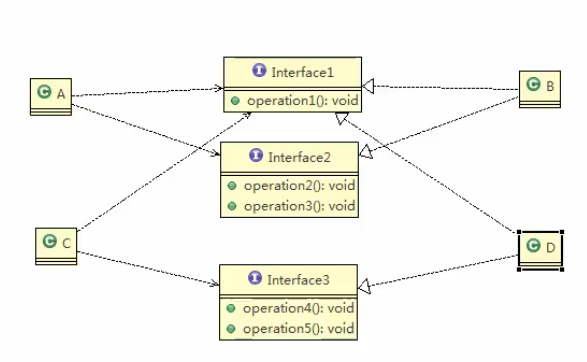 I Interface1
operation1(): void
C A
C B
I Interface2
operation2(): void
operation3(): void
C C
C D
I Interface3
operation4(): void
operation5(): void